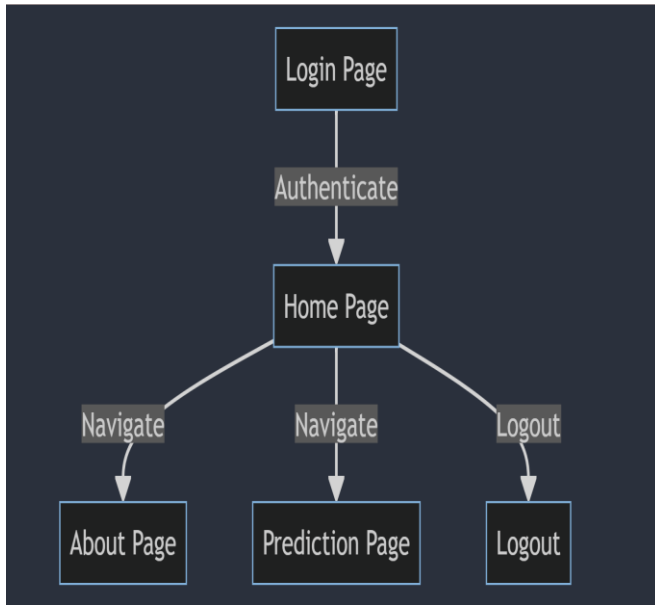 Login Page
Authenticate
Home Page
Navigate
Navigate
Logout
About Page
Prediction Page
Logout